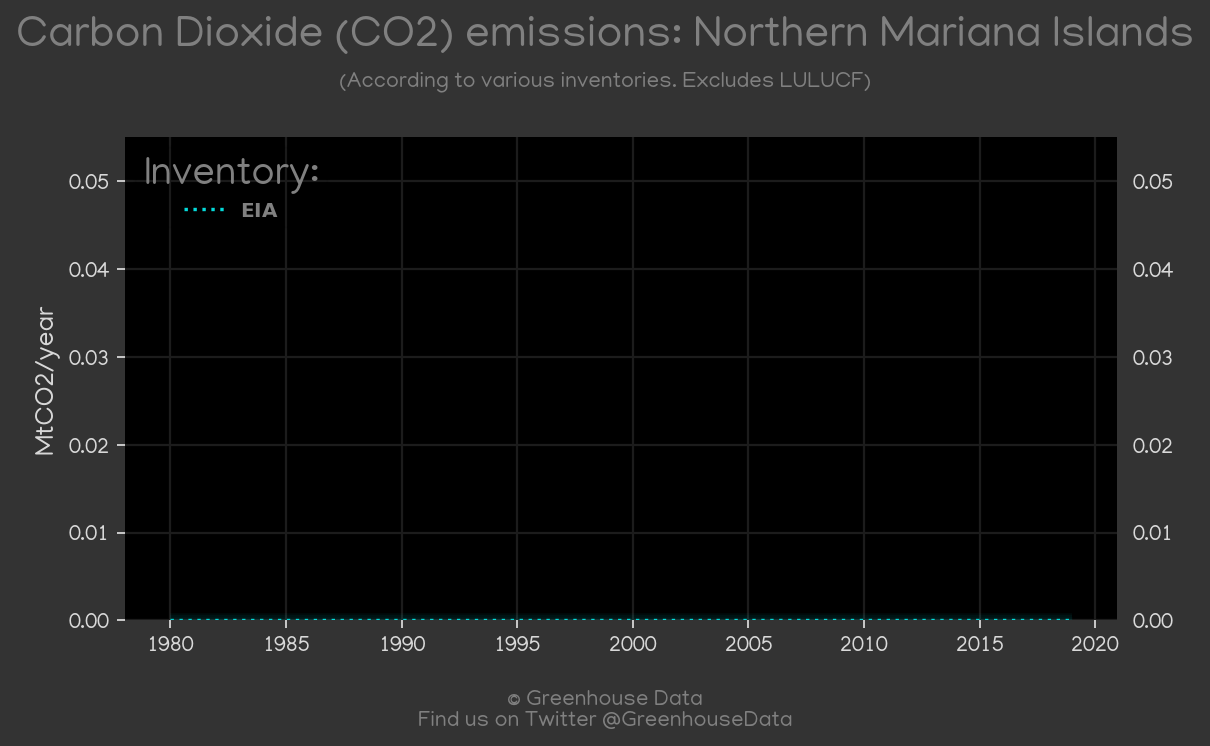 Carbon Dioxide (CO2) emissions: Northern Mariana Islands
(According to various inventories. Excludes LULUCF)
Inventory:
EIA
0.05 0.05
0.04 0.04
0.03 0.03
0.02 0.02
0.01 0.01
0.00 0.00
MtCO2/year
1980 1985 1990 1995 2000 2005 2010 2015 2020
© Greenhouse Data
Find us on Twitter @GreenhouseData